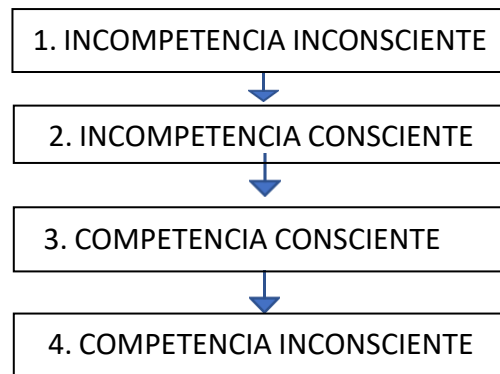 1. INCOMPETENCIA INCONSCIENTE
2. INCOMPETENCIA CONSCIENTE
3. COMPETENCIA CONSCIENTE
4. COMPETENCIA INCONSCIENTE